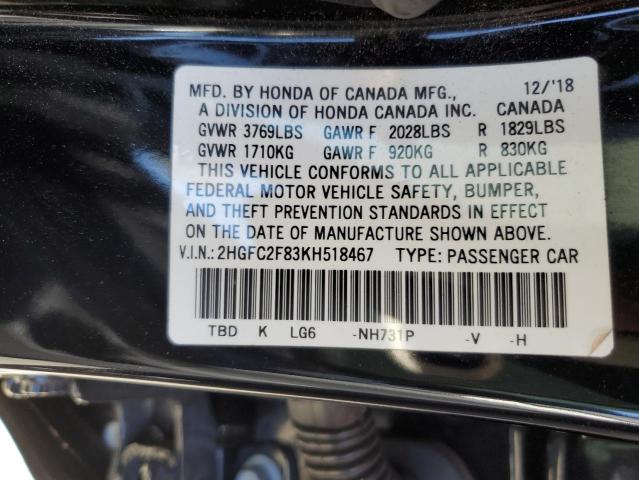 MFD. BY HONDA OF CANADA MFG., 12/'18
A DIVISION OF HONDA CANADA INC. CANADA
GVWR 3769LBS GAWR F 2028LBS R 1829LBS
GVWR 1710KG GAWR F 920KG R 830KG
THIS VEHICLE CONFORMS TO ALL APPLICABLE
FEDERAL MOTOR VEHICLE SAFETY, BUMPER,
AND THEFT PREVENTION STANDARDS IN EFFECT
ON THE DATE OF MANUFACTURE SHOWN ABOVE.
V.I.N.: 2HGFC2F83KH518467 TYPE: PASSENGER CAR
TBD K LG6 -NH731P -V -H